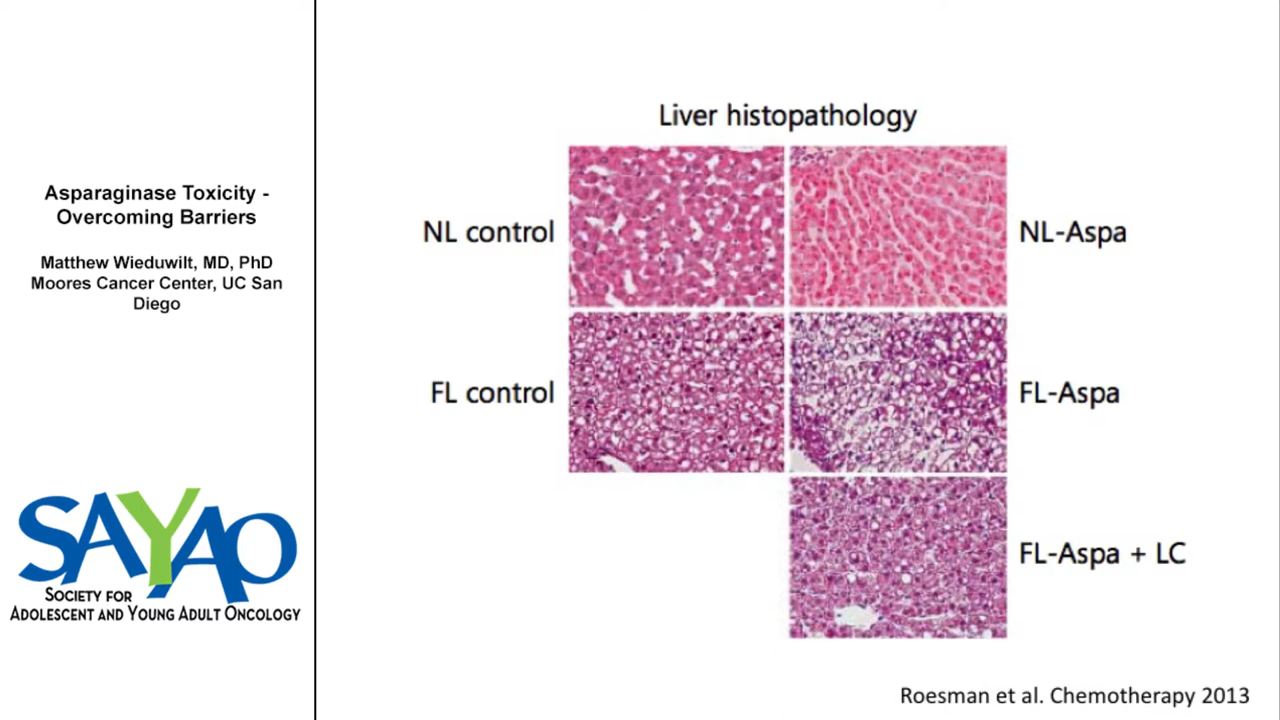 Asparaginase Toxicity -
Overcoming Barriers
Matthew Wieduwilt, MD, PhD
Moores Cancer Center, UC San
Diego
SAYAO
SOCIETY FOR
ADOLESCENT AND YOUNG ADULT ONCOLOGY
Liver histopathology
NL control
NL-Aspa
FL control
FL-Aspa
FL-Aspa + LC
Roesman et al. Chemotherapy 2013